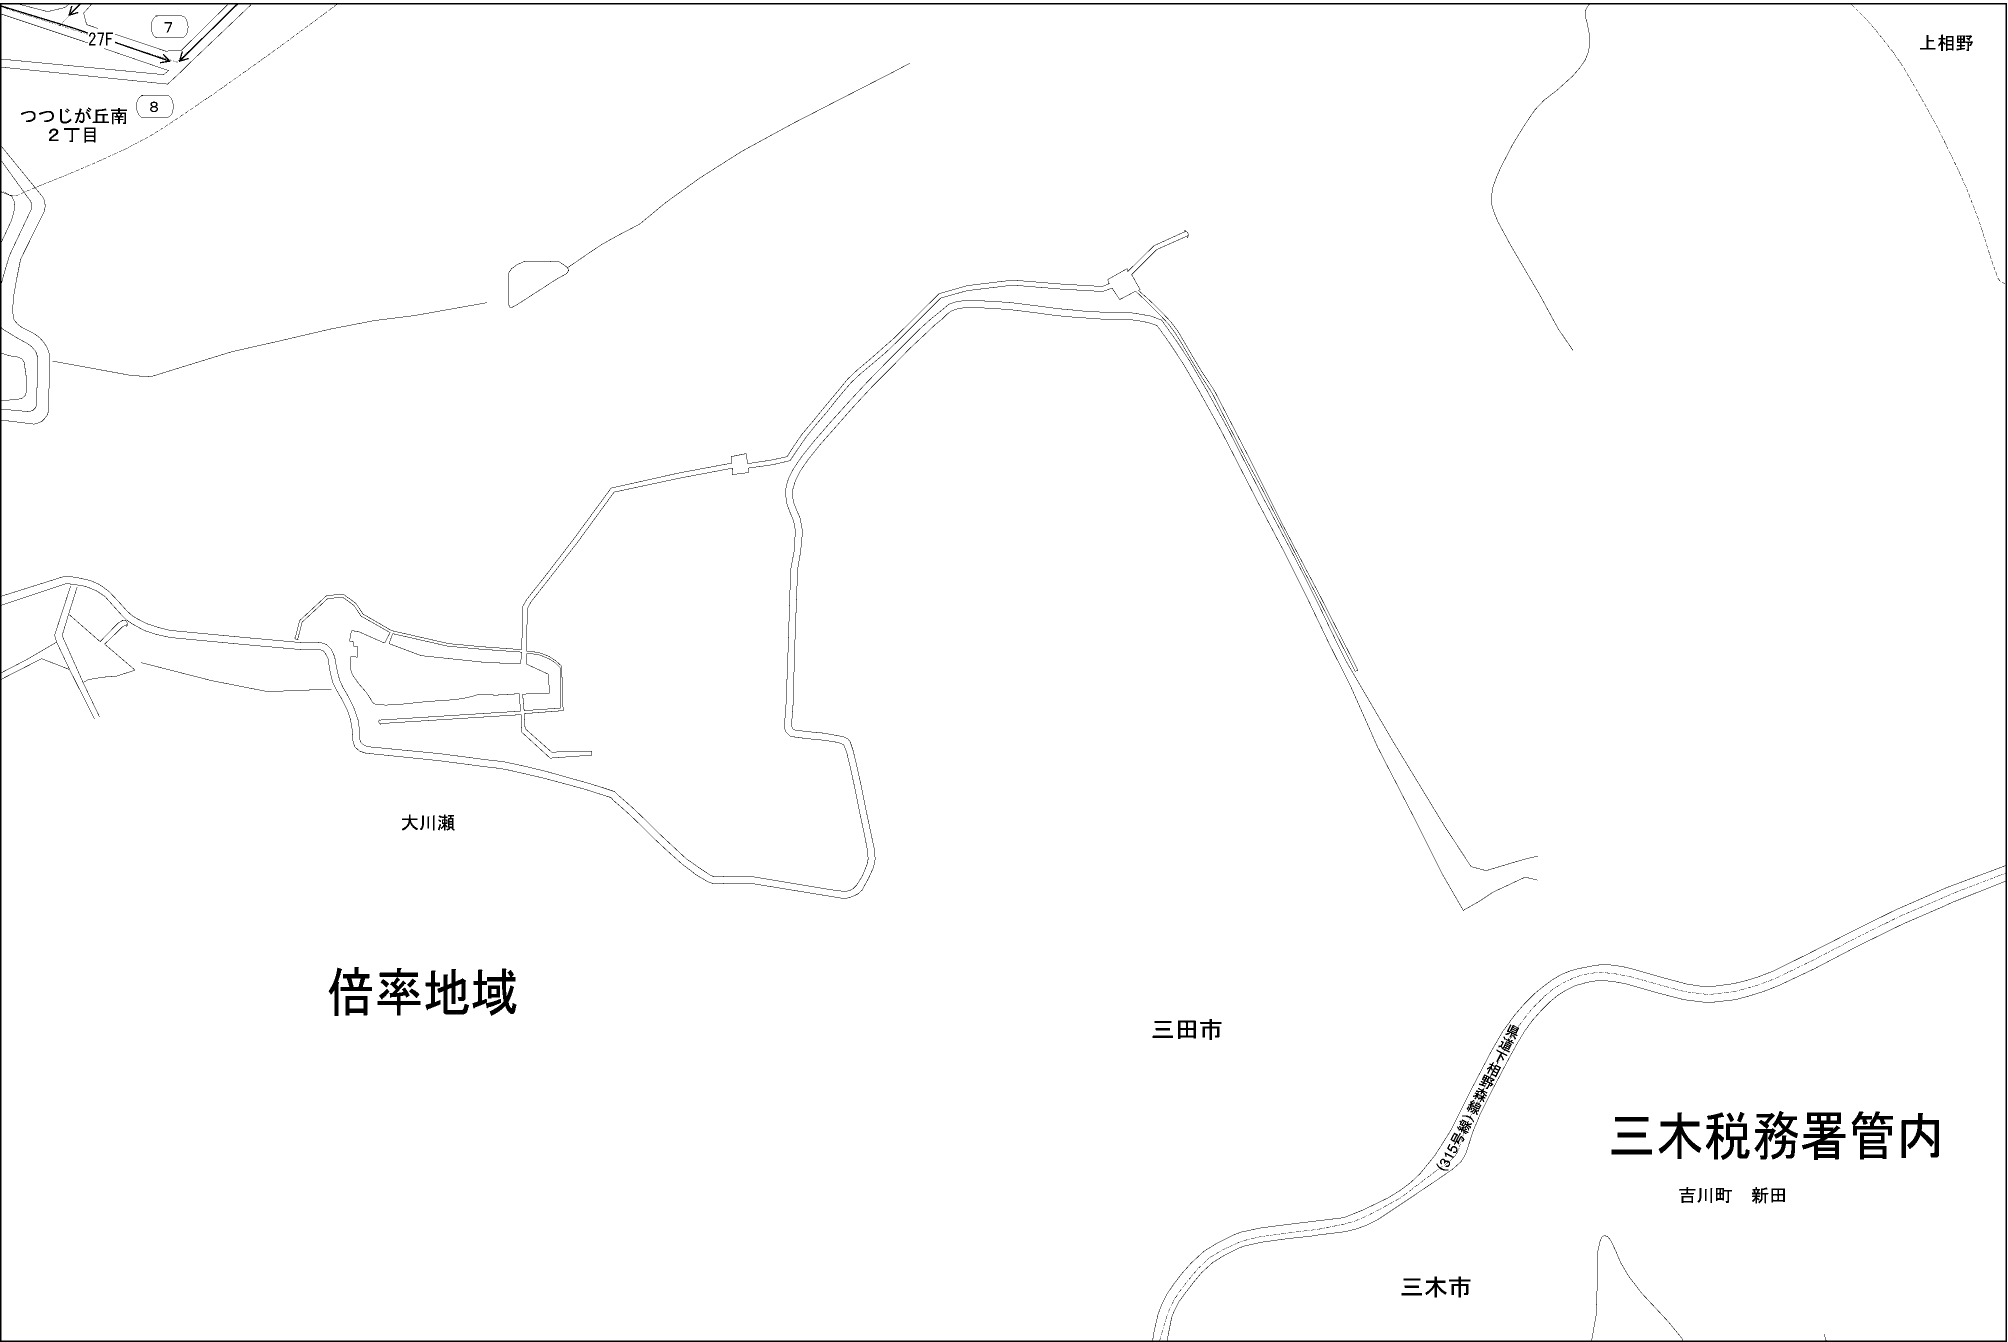 7
27F
上相野
8
つつじが丘南
2丁目
大川瀬
倍率地域
三田市
県道下相野森線
(315号線)
三木税務署管内
吉川町　新田
三木市